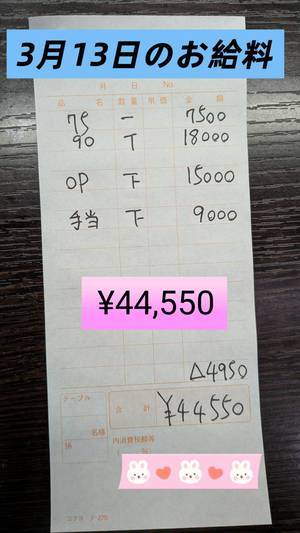 3月13日のお給料
月 日 No.
品 名 数量 単価 金 額
75 一 7500
90 T 18000
OP 下 15000
手当 下 9000
¥44,550
△4950
テーブル
合 計 ¥44550
名様
係
内消費税額等